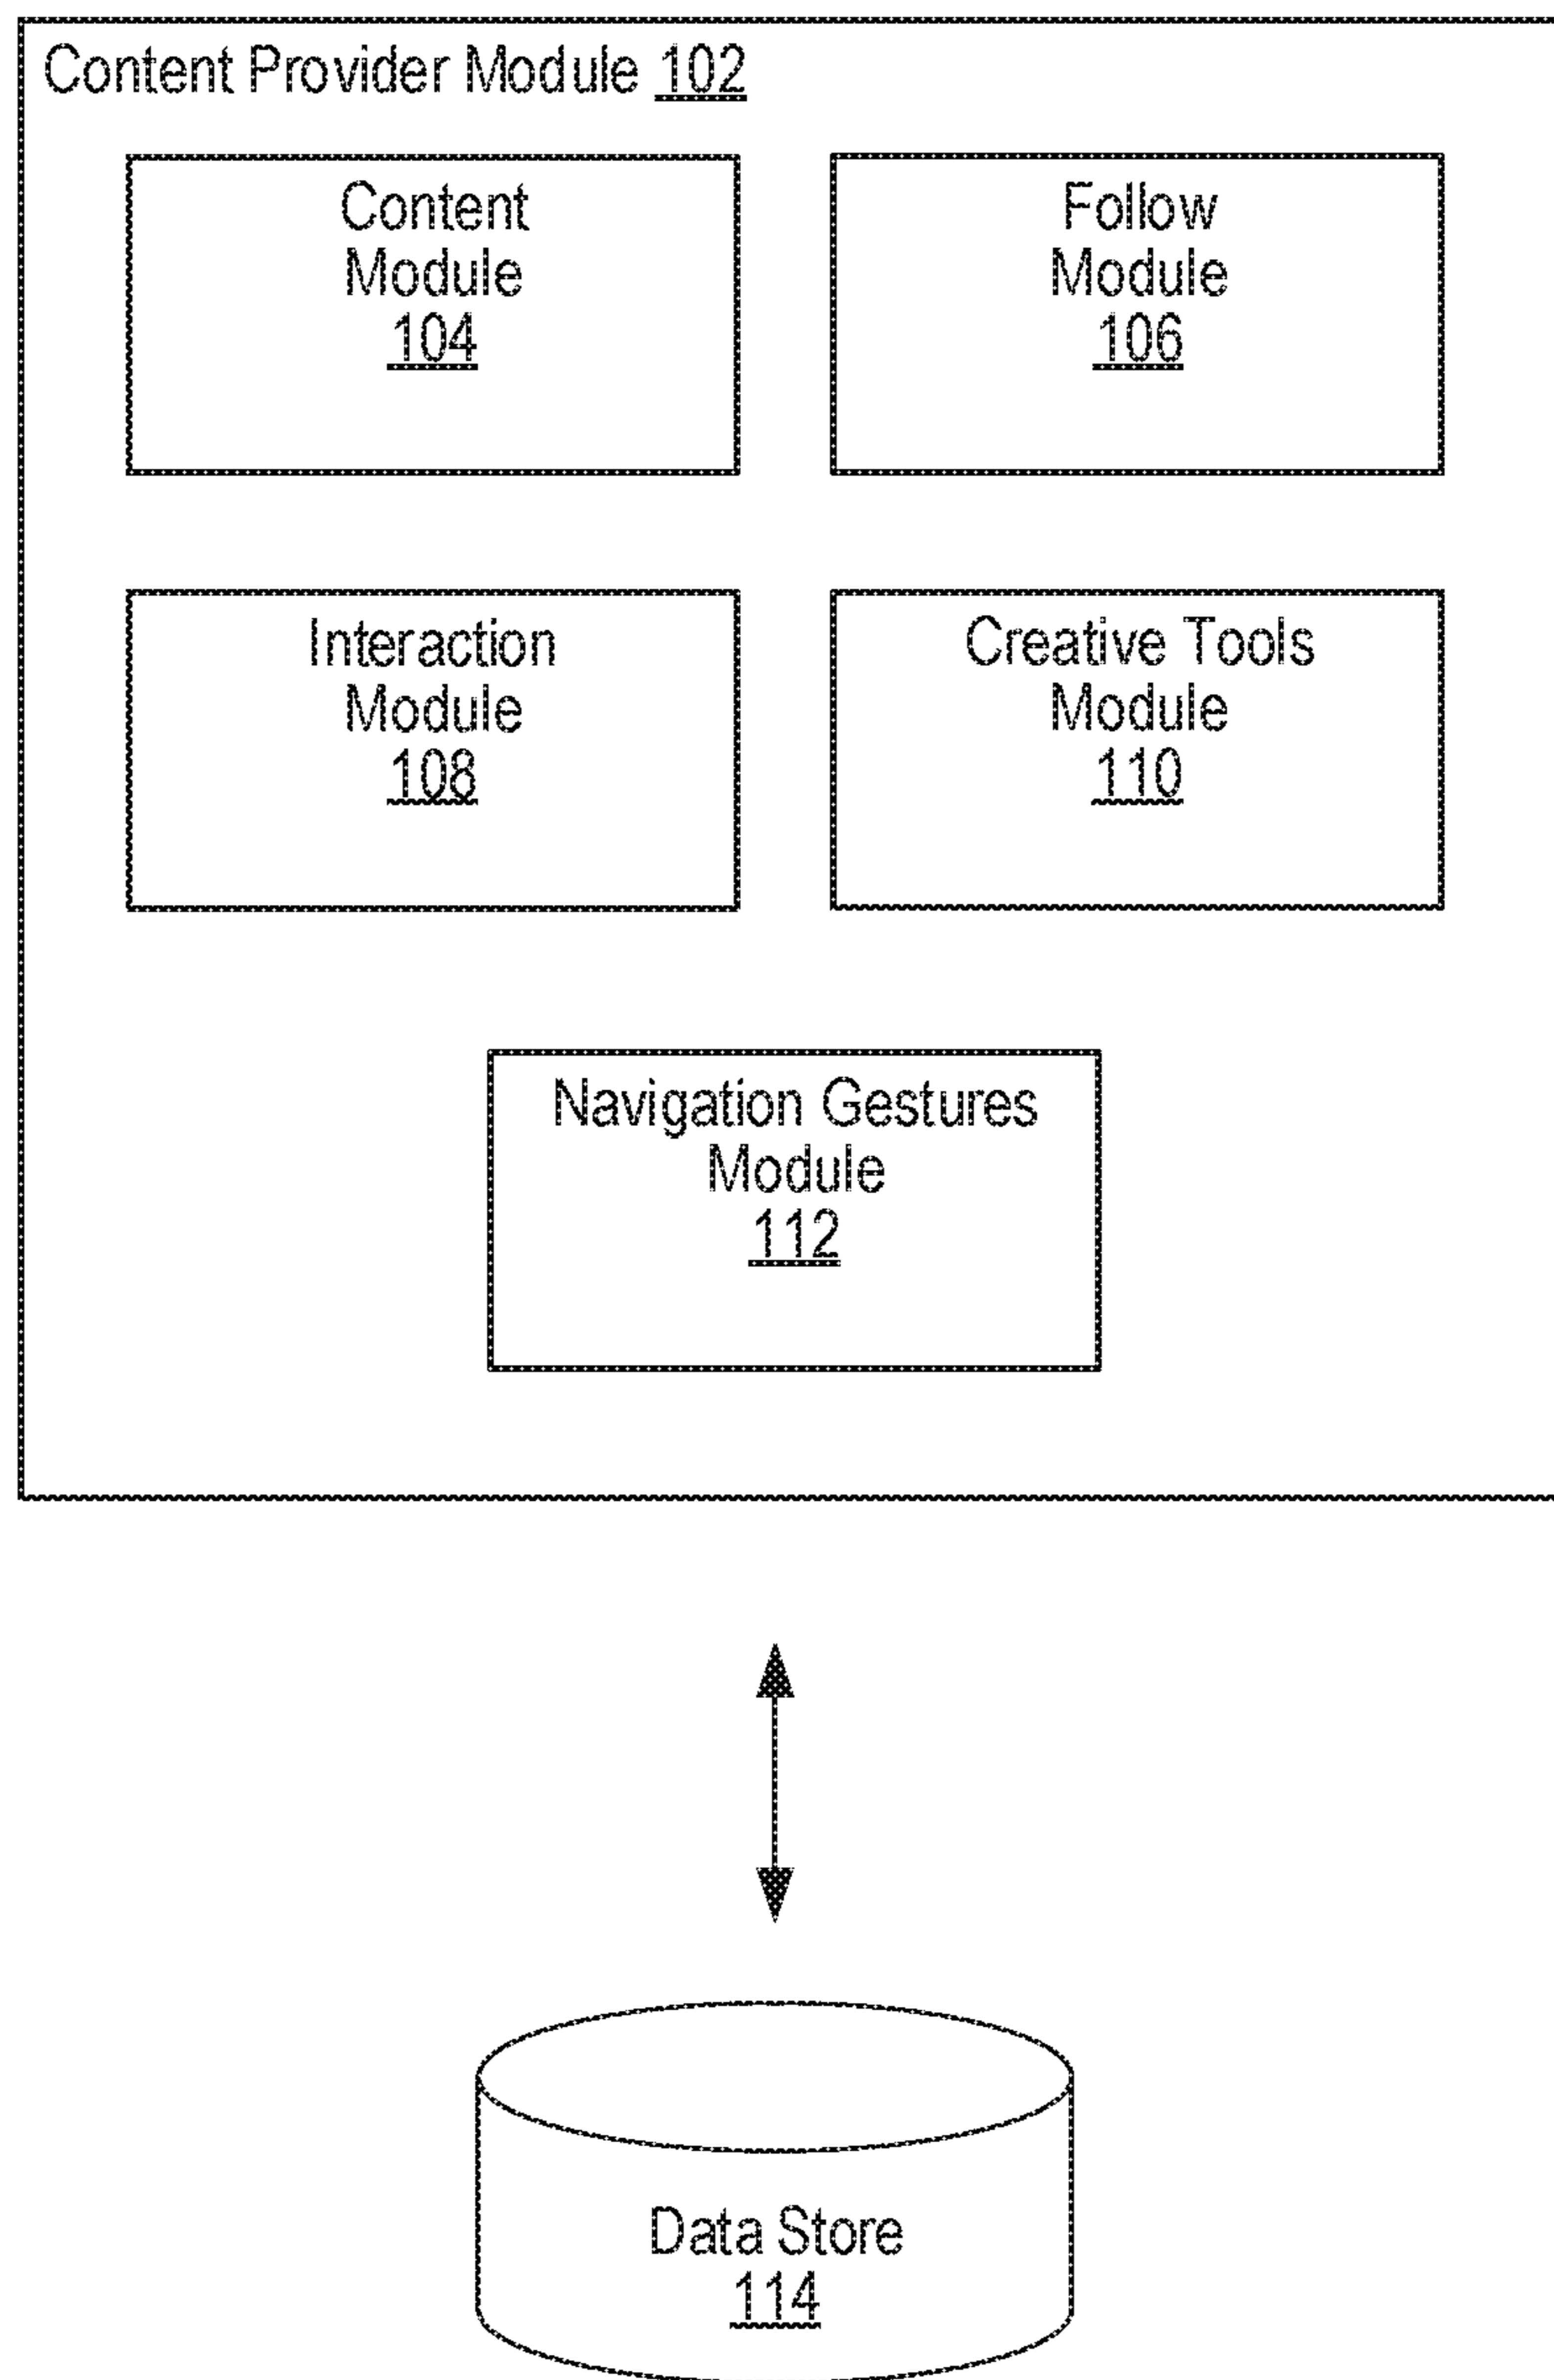 Content Provider Module 102
Content
Module
104
Follow
Module
106
Interaction
Module
108
Creative Tools
Module
110
Navigation Gestures
Module
112
Data Store
114